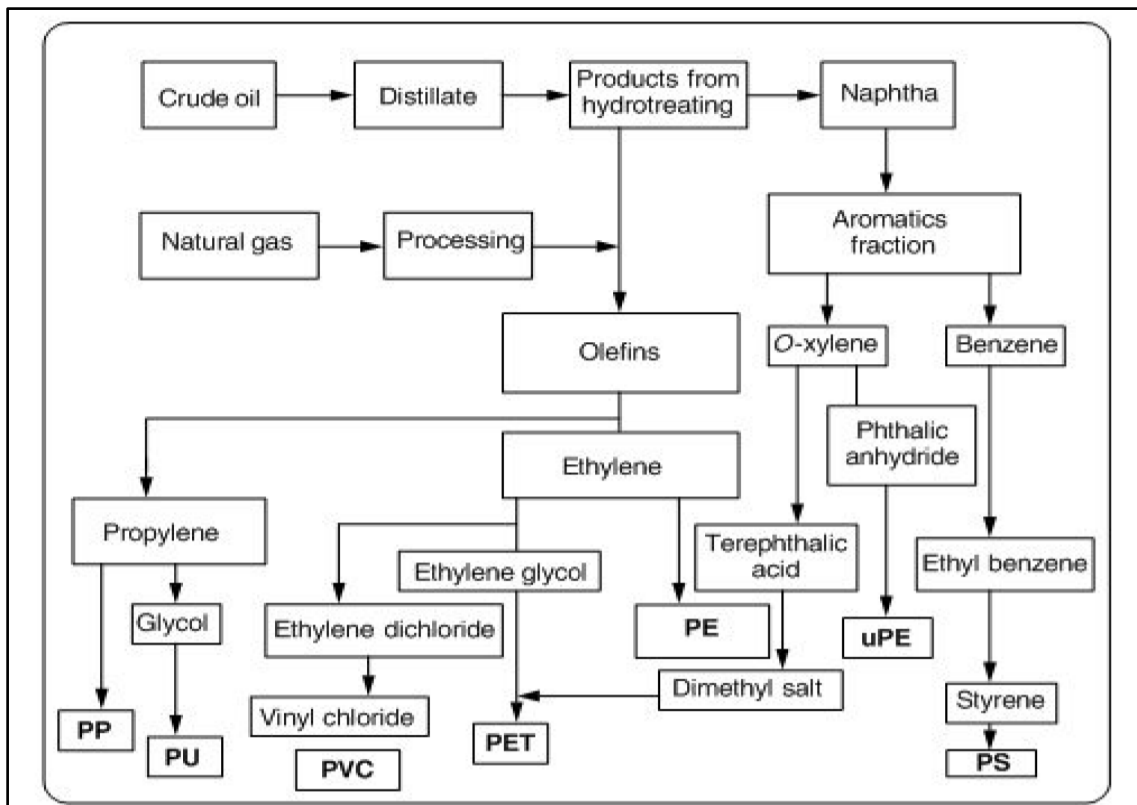 Crude oil
Distillate
Products from
hydrotreating
Naphtha
Natural gas
Processing
Aromatics
fraction
Olefins
O-xylene
Benzene
Ethylene
Phthalic
anhydride
Propylene
Ethylene glycol
Terephthalic
acid
Ethyl benzene
Glycol
Ethylene dichloride
PE
uPE
Dimethyl salt
Styrene
Vinyl chloride
PP
PU
PVC
PET
PS